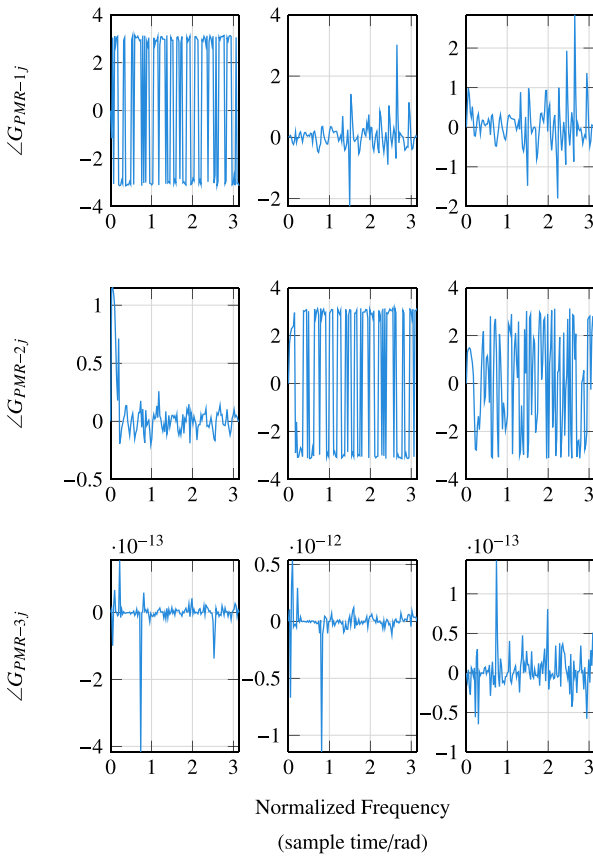 4 4
2 2 2
0 0 1
0
−2 −1
−4 −2 −2
0 1 2 3 0 1 2 3 0 1 2 3
∠G_{PMR−1j}
1 4 4
2 2
0.5 0 0
0 −2 −2
−0.5 −4 −4
0 1 2 3 0 1 2 3 0 1 2 3
∠G_{PMR−2j}
·10^{−13} ·10^{−12} ·10^{−13}
0.5 1
0 0 0.5
−2 −0.5 0
−0.5
−4 −1 −1
0 1 2 3 0 1 2 3 0 1 2 3
∠G_{PMR−3j}
Normalized Frequency
(sample time/rad)